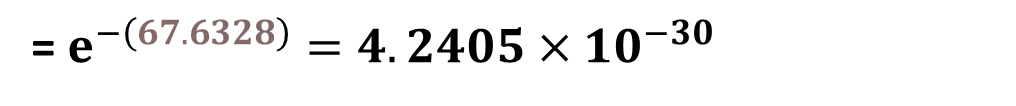 = e^−(67.6328) = 4.2405 × 10^−30